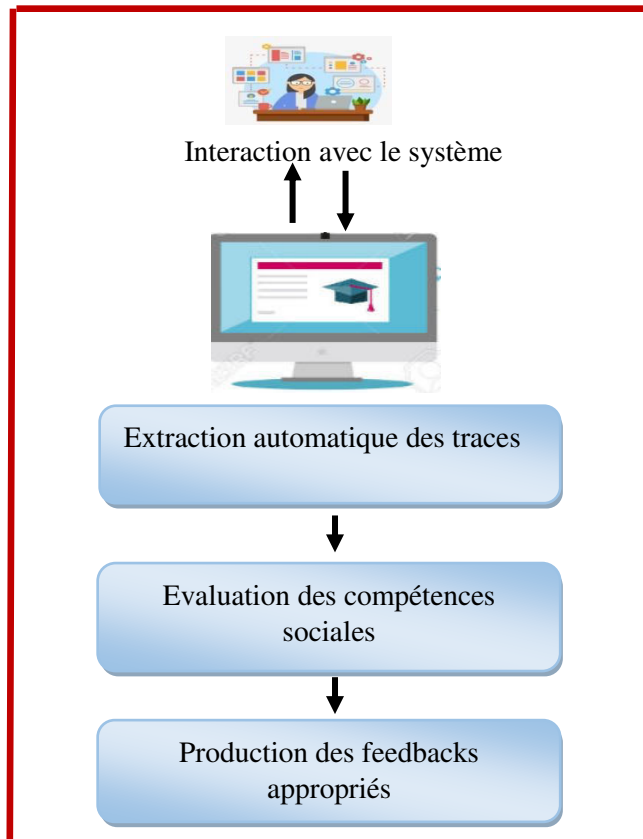 Interaction avec le système
Extraction automatique des traces
Evaluation des compétences
sociales
Production des feedbacks
appropriés